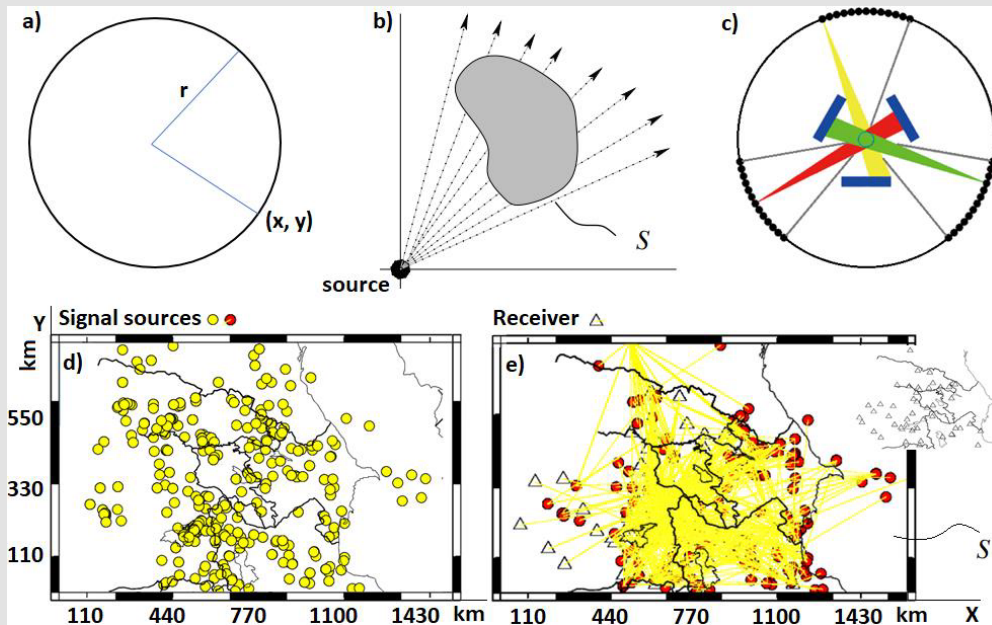 a)
r
(x, y)
b)
source
S
c)
Y
km
Signal sources
d)
550
330
110
110 440 770 1100 1430 km
Receiver
e)
S
110 440 770 1100 1430 km X